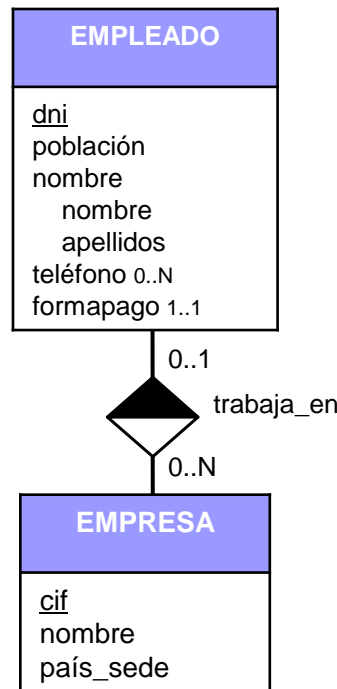 EMPLEADO
dni
población
nombre
nombre
apellidos
teléfono 0..N
formapago 1..1
0..1
trabaja_en
0..N
EMPRESA
cif
nombre
país_sede